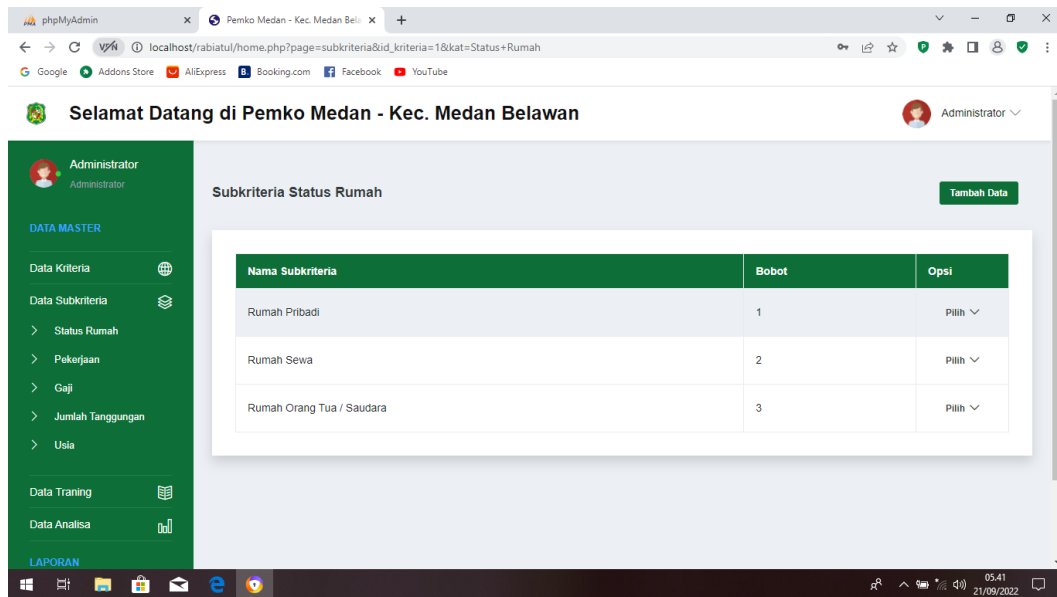 phpMyAdmin
Pemko Medan - Kec. Medan Bela
VPN
localhost/rabiatul/home.php?page=subkriteria&id_kriteria=1&kat=Status+Rumah
Google Addons Store AliExpress B. Booking.com Facebook YouTube
Selamat Datang di Pemko Medan - Kec. Medan Belawan
Administrator
Administrator
Administrator
DATA MASTER
Data Kriteria
Data Subkriteria
Status Rumah
Pekerjaan
Gaji
Jumlah Tanggungan
Usia
Data Traning
Data Analisa
LAPORAN
Subkriteria Status Rumah
Tambah Data
Nama Subkriteria Bobot Opsi
Rumah Pribadi 1 Pilih
Rumah Sewa 2 Pilih
Rumah Orang Tua / Saudara 3 Pilih
05.41
21/09/2022